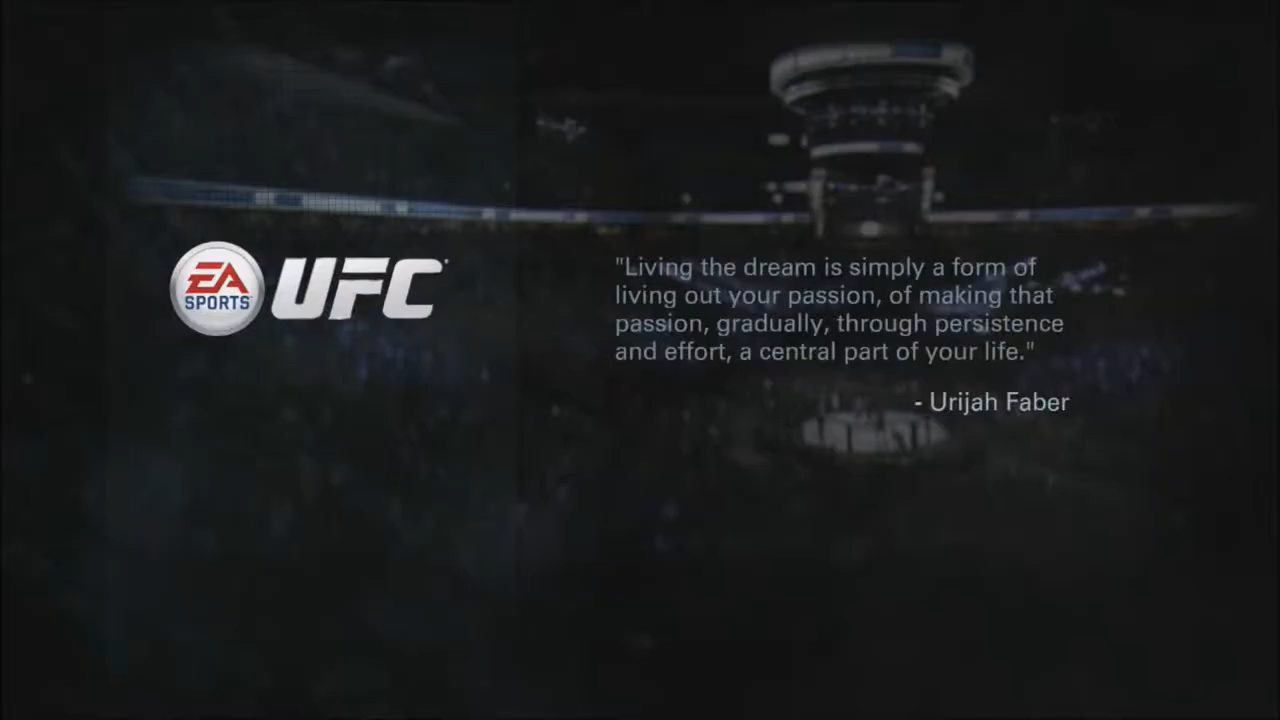 EA
SPORTS
UFC
"Living the dream is simply a form of
living out your passion, of making that
passion, gradually, through persistence
and effort, a central part of your life."
- Urijah Faber